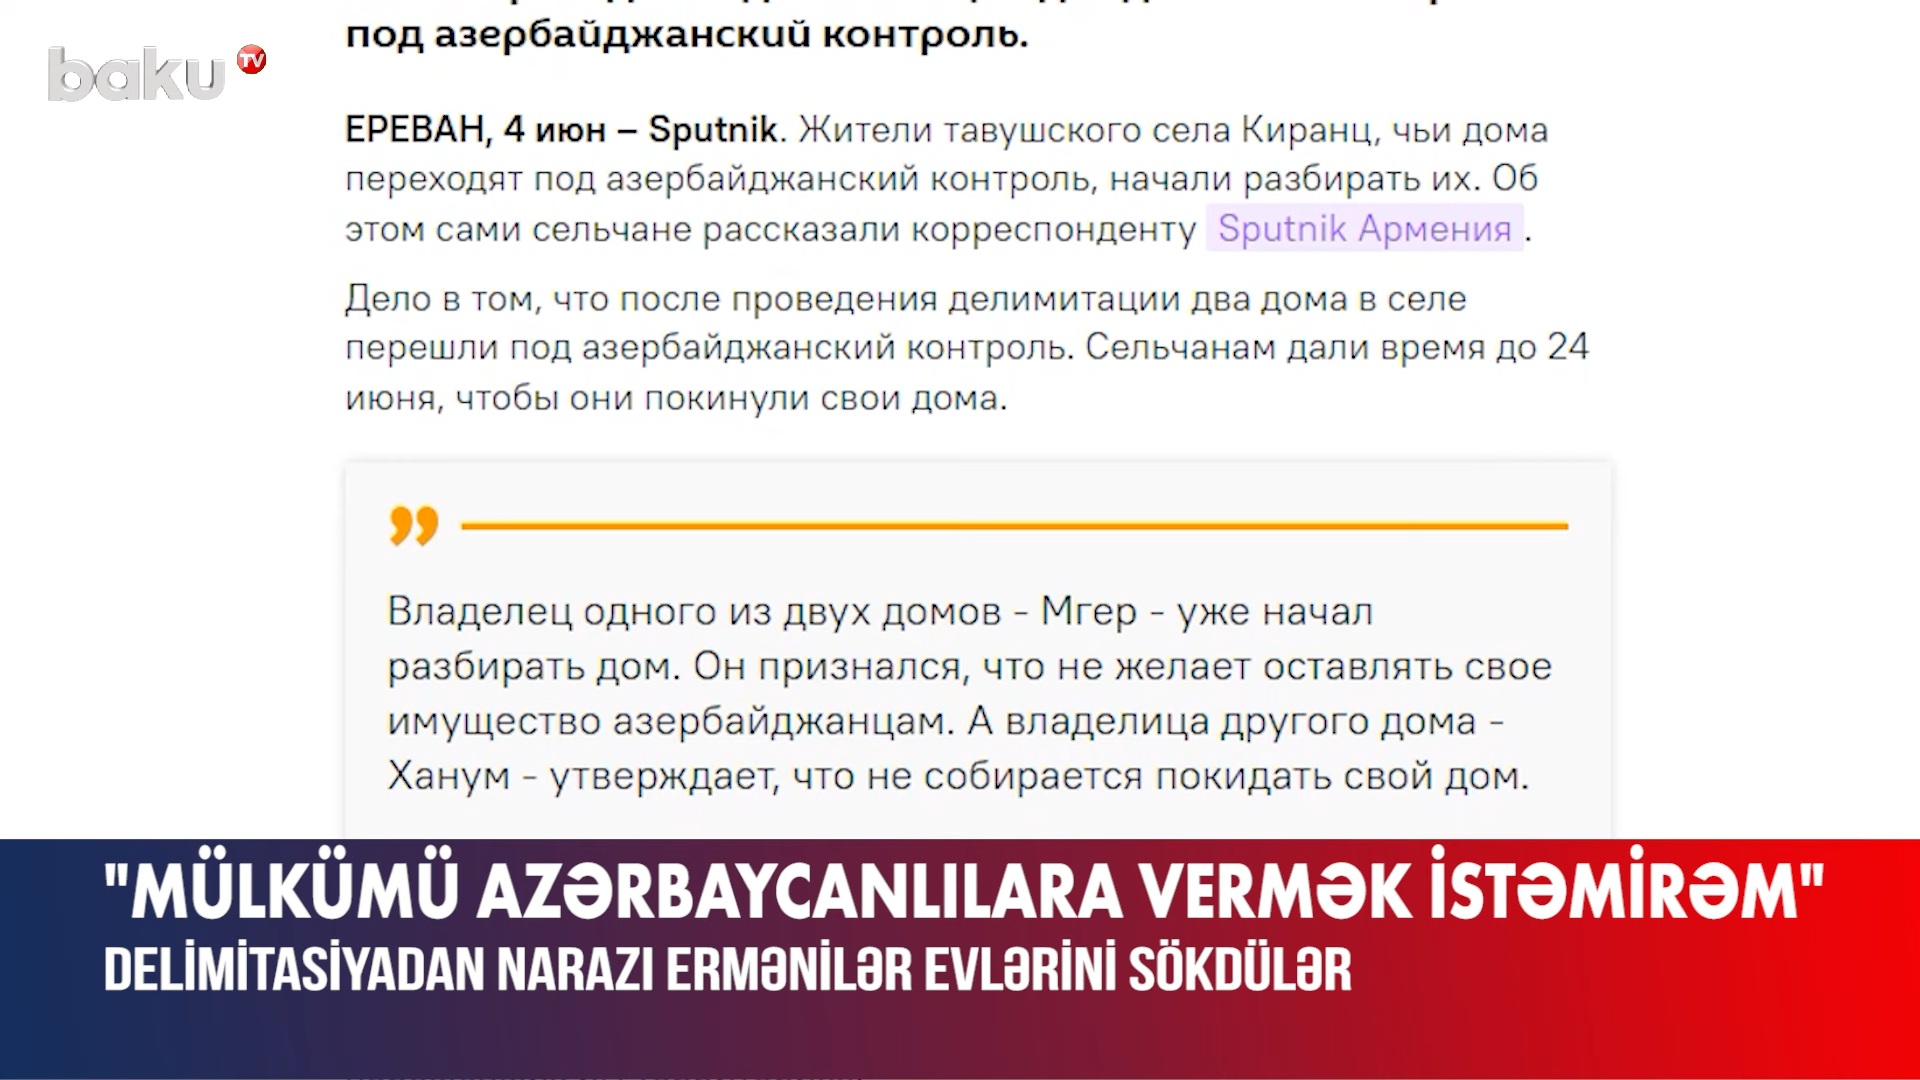 под азербайджанский контроль.
baku TV
ЕРЕВАН, 4 июн – Sputnik. Жители тавушского села Киранц, чьи дома
переходят под азербайджанский контроль, начали разбирать их. Об
этом сами сельчане рассказали корреспонденту Sputnik Армения.
Дело в том, что после проведения делимитации два дома в селе
перешли под азербайджанский контроль. Сельчанам дали время до 24
июня, чтобы они покинули свои дома.
”
Владелец одного из двух домов - Мгер - уже начал
разбирать дом. Он признался, что не желает оставлять свое
имущество азербайджанцам. А владелица другого дома -
Ханум - утверждает, что не собирается покидать свой дом.
"MÜLKÜMÜ AZƏRBAYCANLILARA VERMƏK İSTƏMİRƏM"
DELİMİTASİYADAN NARAZI ERMƏNİLƏR EVLƏRİNİ SÖKDÜLƏR